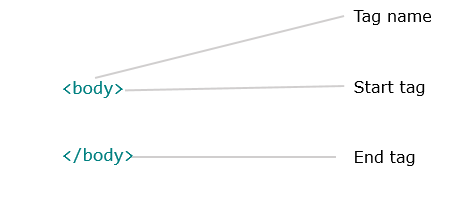 Tag name
<body>
Start tag
</body>
End tag